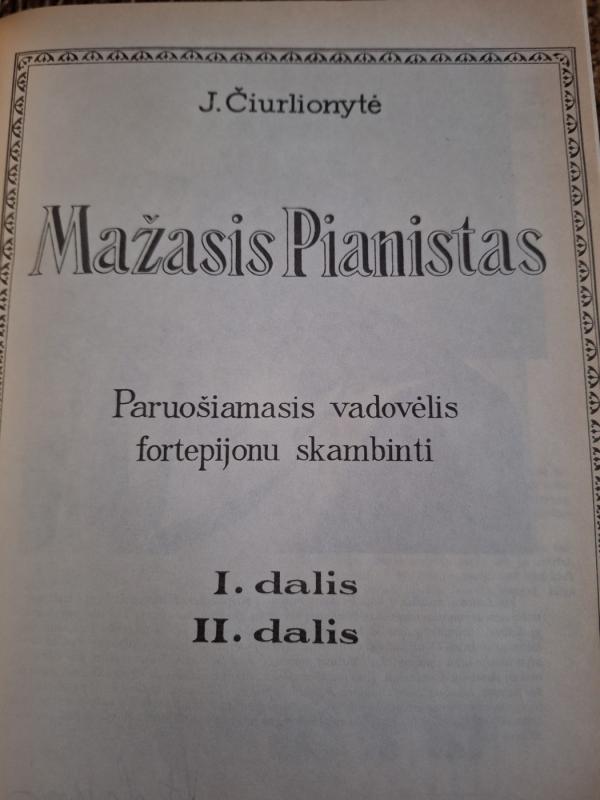 J. Čiurlionytė
Mažasis Pianistas
Paruošiamasis vadovėlis
fortepijonu skambinti
I. dalis
II. dalis